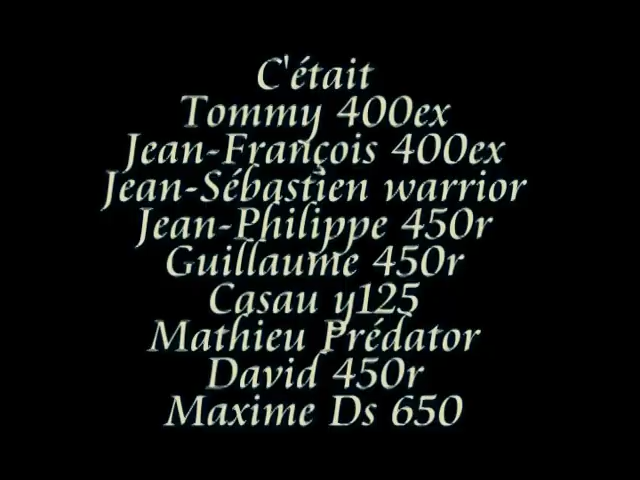 C'était
Tommy 400ex
Jean-François 400ex
Jean-Sébastien warrior
Jean-Philippe 450r
Guillaume 450r
Casau y125
Mathieu Prédator
David 450r
Maxime Ds 650